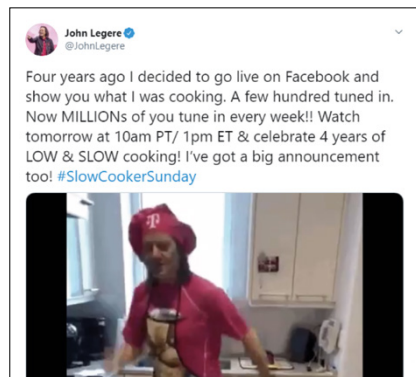 John Legere
@JohnLegere
Four years ago I decided to go live on Facebook and
show you what I was cooking. A few hundred tuned in.
Now MILLIONs of you tune in every week!! Watch
tomorrow at 10am PT/ 1pm ET & celebrate 4 years of
LOW & SLOW cooking! I've got a big announcement
too! #SlowCookerSunday
T